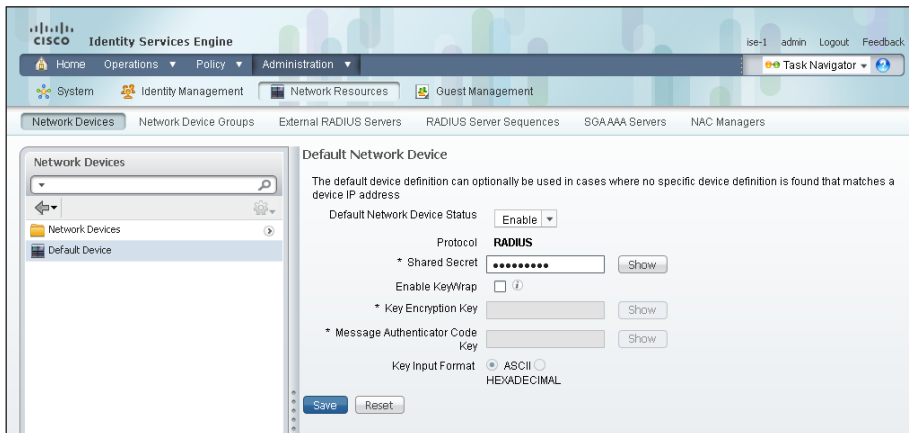 CISCO Identity Services Engine
ise-1 admin Logout Feedback
Home Operations Policy Administration
Task Navigator
System Identity Management Network Resources Guest Management
Network Devices Network Device Groups External RADIUS Servers RADIUS Server Sequences SGA AAA Servers NAC Managers
Network Devices
Network Devices
Default Device
Default Network Device
The default device definition can optionally be used in cases where no specific device definition is found that matches a
device IP address
Default Network Device Status Enable
Protocol RADIUS
* Shared Secret ••••••••• Show
Enable KeyWrap
* Key Encryption Key Show
* Message Authenticator Code
Key Show
Key Input Format ASCII
HEXADECIMAL
Save Reset